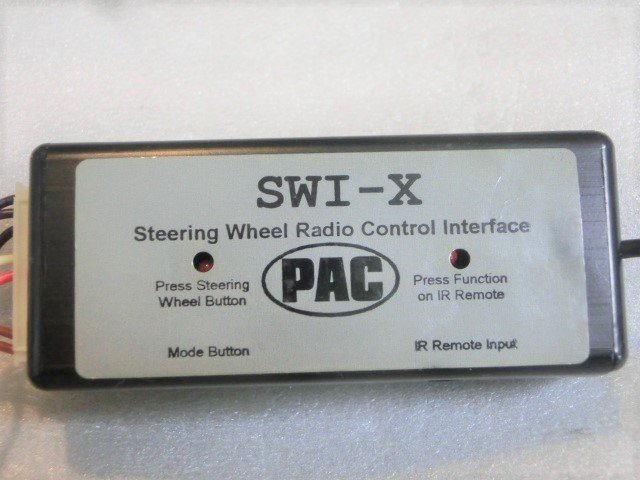 SWI-X
Steering Wheel Radio Control Interface
PAC
Press Steering
Wheel Button
Press Function
on IR Remote
Mode Button
IR Remote Input